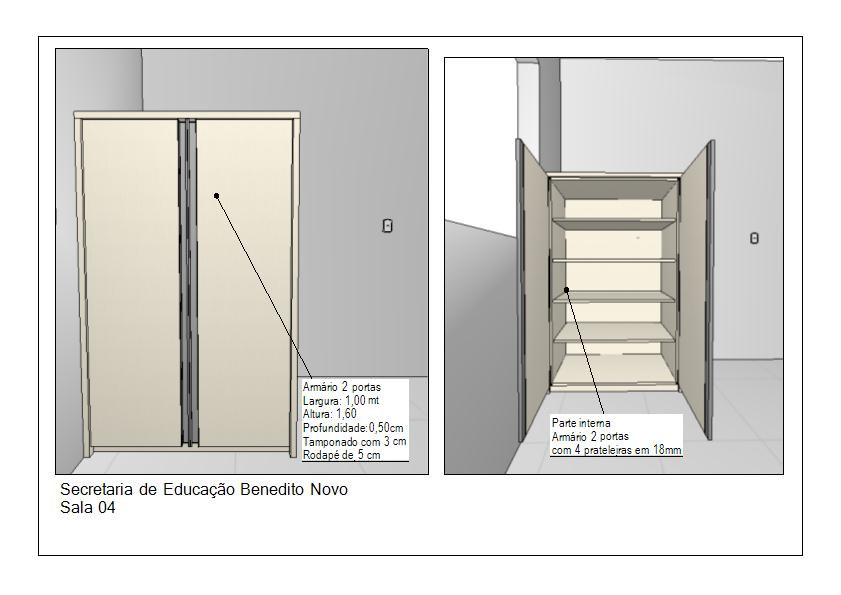 Armário 2 portas
Largura: 1,00 mt
Altura: 1,60
Profundidade:0,50cm
Tamponado com 3 cm
Rodapé de 5 cm
Parte interna
Armário 2 portas
com 4 prateleiras em 18mm
Secretaria de Educação Benedito Novo
Sala 04